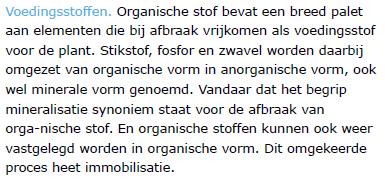 Voedingsstoffen. Organische stof bevat een breed palet
aan elementen die bij afbraak vrijkomen als voedingsstof
voor de plant. Stikstof, fosfor en zwavel worden daarbij
omgezet van organische vorm in anorganische vorm, ook
wel minerale vorm genoemd. Vandaar dat het begrip
mineralisatie synoniem staat voor de afbraak van
orga-nische stof. En organische stoffen kunnen ook weer
vastgelegd worden in organische vorm. Dit omgekeerde
proces heet immobilisatie.